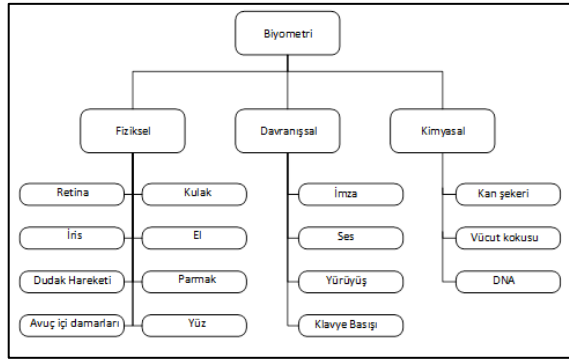 Biyometri
Fiziksel
Davranışsal
Kimyasal
Retina
Kulak
İris
El
Dudak Hareketi
Parmak
Avuç içi damarları
Yüz
İmza
Ses
Yürüyüş
Klavye Basışı
Kan şekeri
Vücut kokusu
DNA